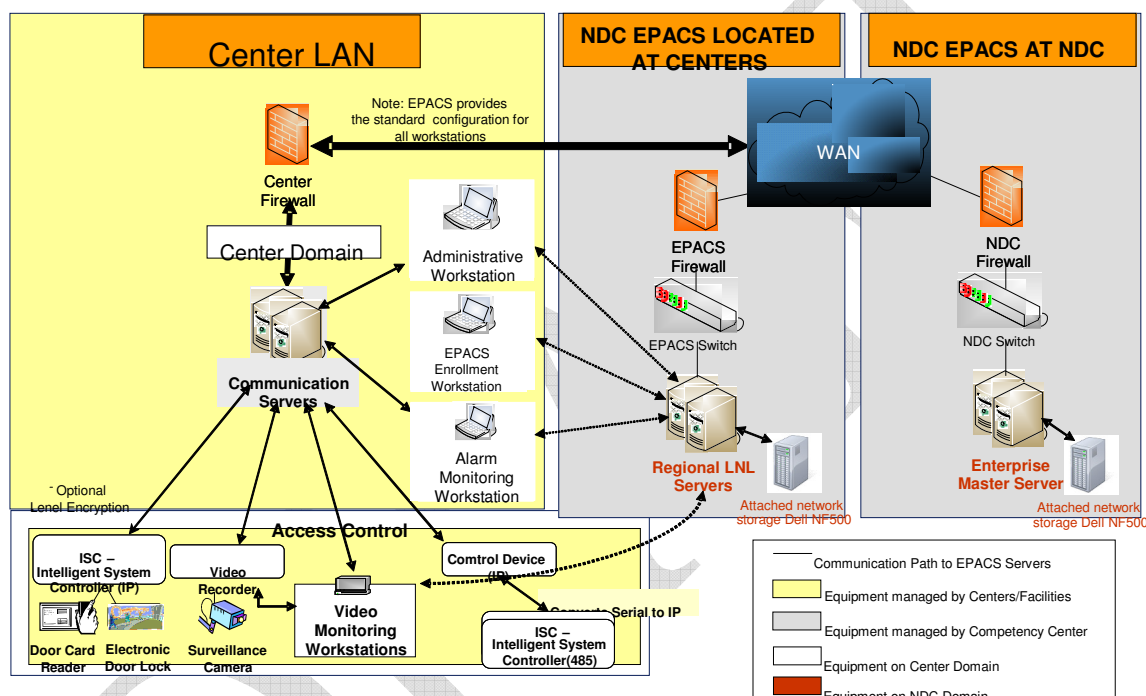 Center LAN
NDC EPACS LOCATED
AT CENTERS
NDC EPACS AT NDC
Note: EPACS provides
the standard configuration for
all workstations
WAN
Center
Firewall
EPACS
Firewall
NDC
Firewall
Center Domain
Administrative
Workstation
EPACS Switch
NDC Switch
EPACS
Enrollment
Workstation
Communication
Servers
Alarm
Monitoring
Workstation
Regional LNL
Servers
Enterprise
Master Server
Attached network
storage Dell NF500
Attached network
storage Dell NF500
- Optional
Lenel Encryption
Access Control
ISC –
Intelligent System
Controller (IP)
Video
Recorder
Comtrol Device
(IP)
Converts Serial to IP
Video
Monitoring
Workstations
ISC –
Intelligent System
Controller(485)
Door Card
Reader
Electronic
Door Lock
Surveillance
Camera
Communication Path to EPACS Servers
Equipment managed by Centers/Facilities
Equipment managed by Competency Center
Equipment on Center Domain
Equipment on NDC Domain